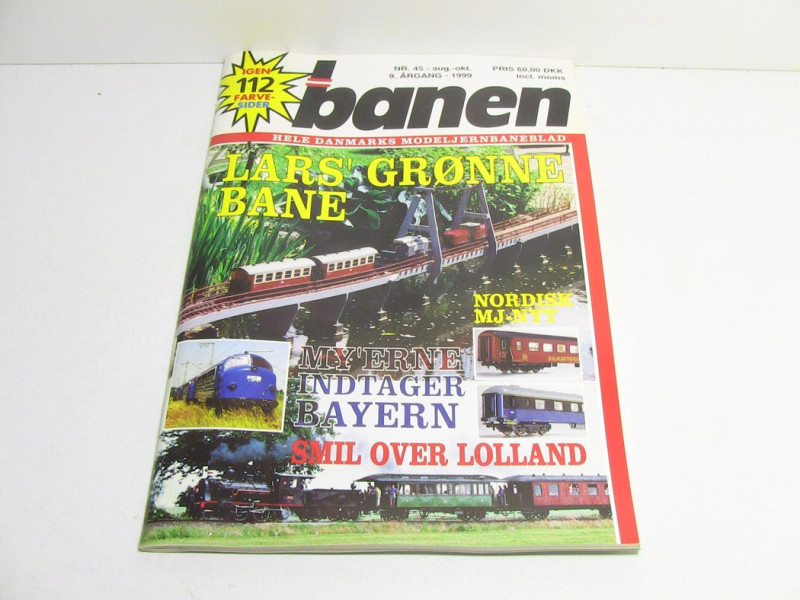 IGEN
112
FARVE-
SIDER
NR. 45 - aug.-okt.
9. ÅRGANG - 1999
PRIS 60,00 DKK
incl. moms
banen
HELE DANMARKS MODELJERNBANEBLAD
LARS' GRØNNE
BANE
NORDISK
MJ-NYT
MY'ERNE
INDTAGER
BAYERN
SMIL OVER LOLLAND